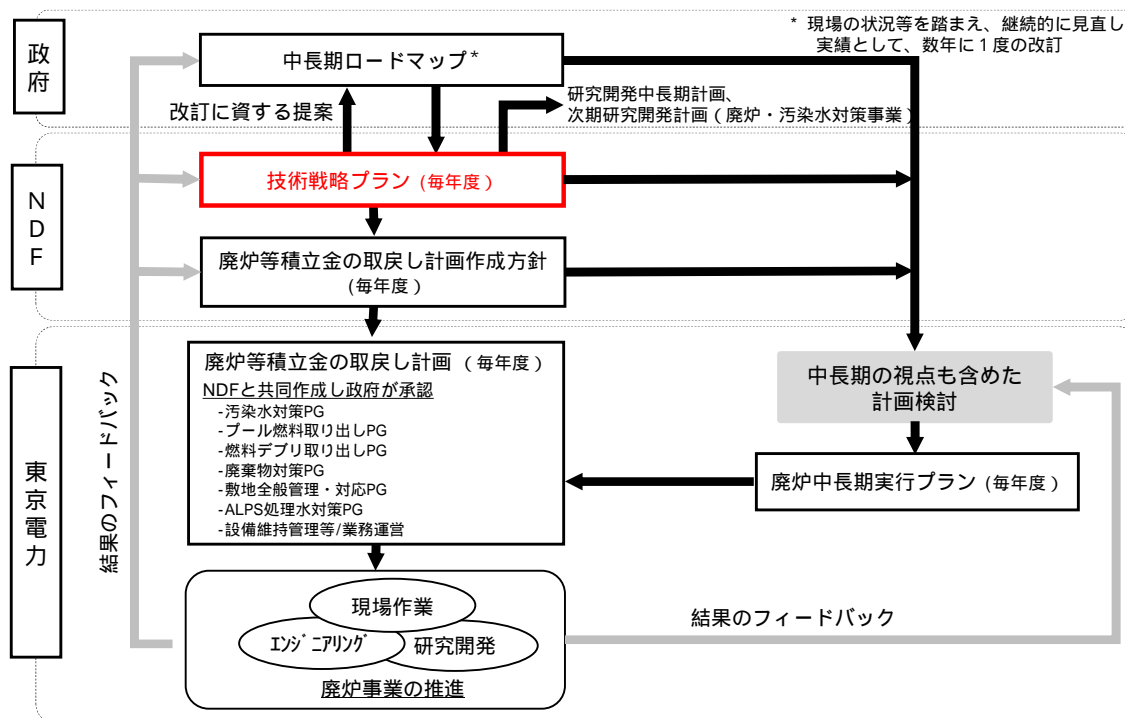 * 現場の状況等を踏まえ、継続的に見直し
実績として、数年に１度の改訂
政府
中長期ロードマップ*
改訂に資する提案
研究開発中長期計画、
次期研究開発計画（廃炉・汚染水対策事業）
NDF
技術戦略プラン（毎年度）
廃炉等積立金の取戻し計画作成方針
（毎年度）
東京電力
結果のフィードバック
廃炉等積立金の取戻し計画（毎年度）
NDFと共同作成し政府が承認
-汚染水対策PG
-プール燃料取り出しPG
-燃料デブリ取り出しPG
-廃棄物対策PG
-敷地全般管理・対応PG
-ALPS処理水対策PG
-設備維持管理等/業務運営
中長期の視点も含めた
計画検討
廃炉中長期実行プラン（毎年度）
現場作業
ｴﾝｼﾞﾆｱﾘﾝｸﾞ
研究開発
廃炉事業の推進
結果のフィードバック